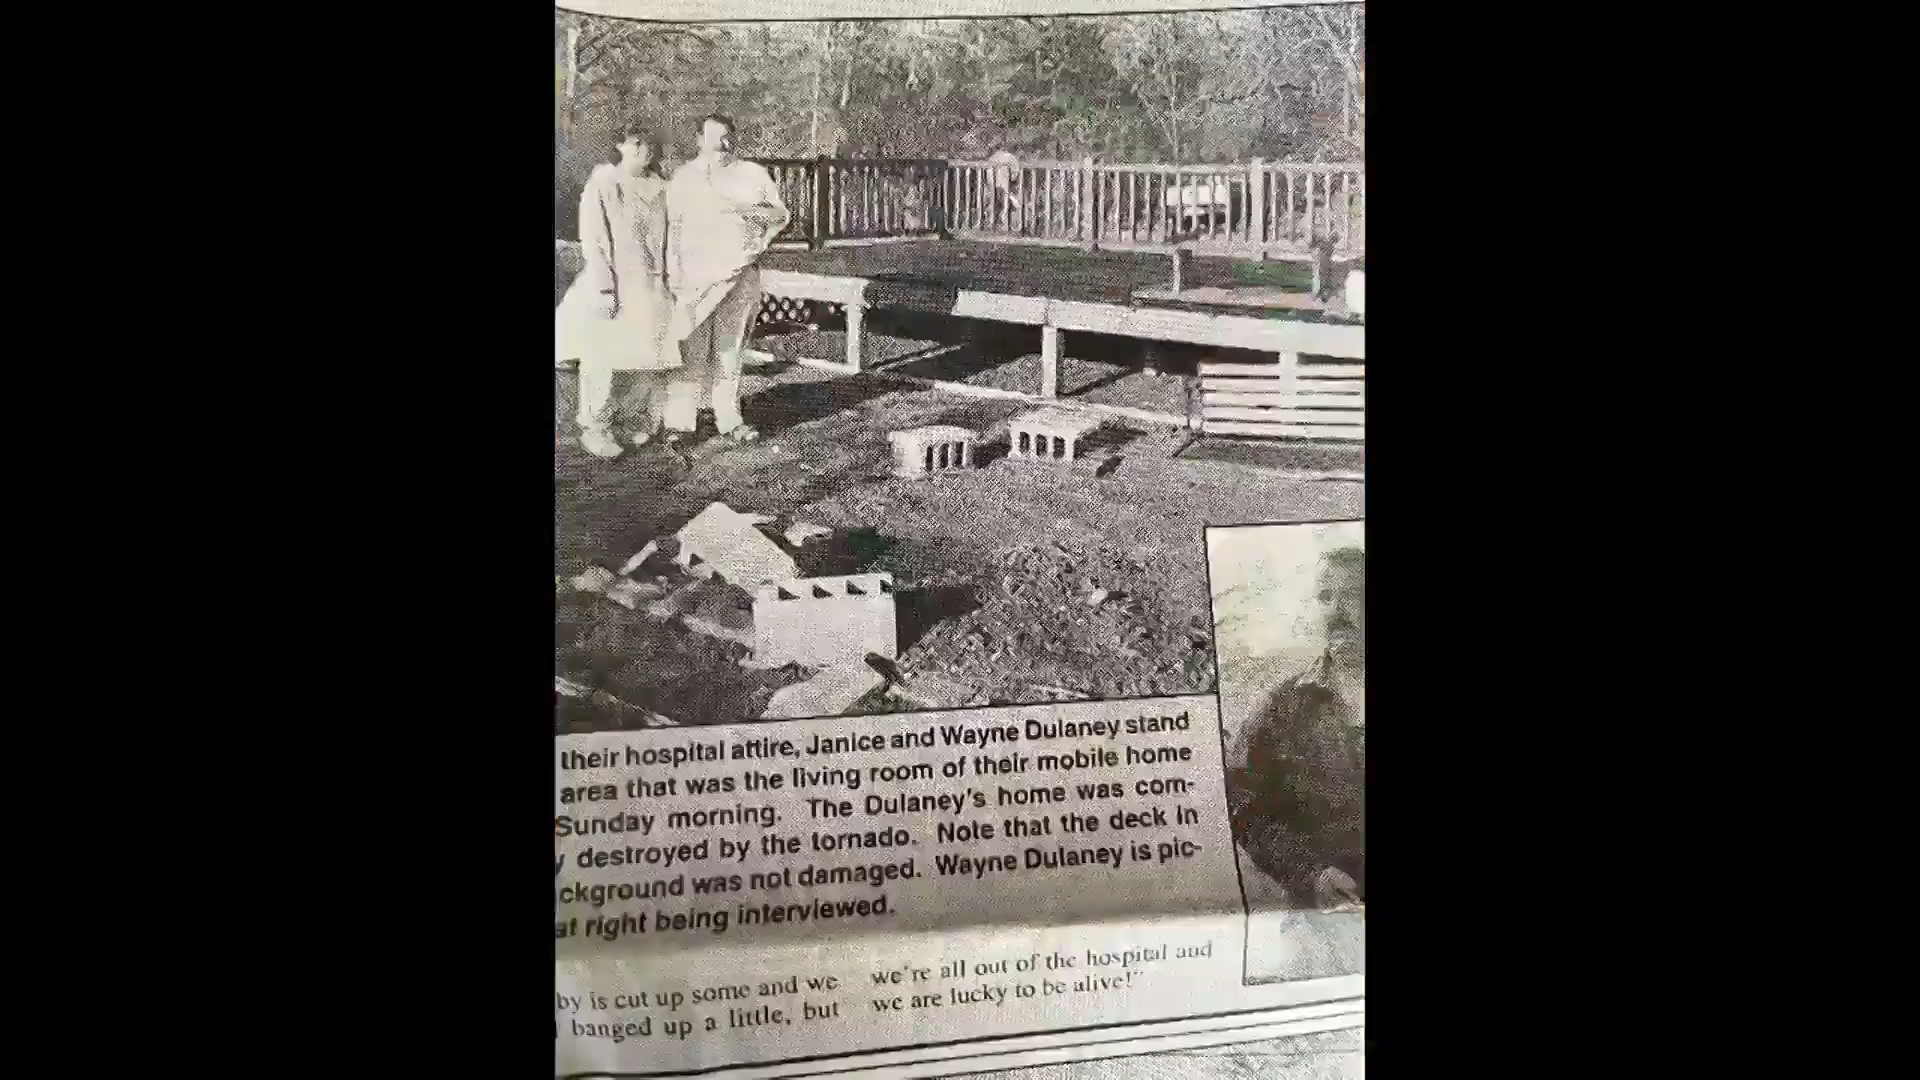 their hospital attire, Janice and Wayne Dulaney stand
area that was the living room of their mobile home
Sunday morning. The Dulaney's home was com-
y destroyed by the tornado. Note that the deck in
ckground was not damaged. Wayne Dulaney is pic-
at right being interviewed.
by is cut up some and we
banged up a little, but
we're all out of the hospital and
we are lucky to be alive!"